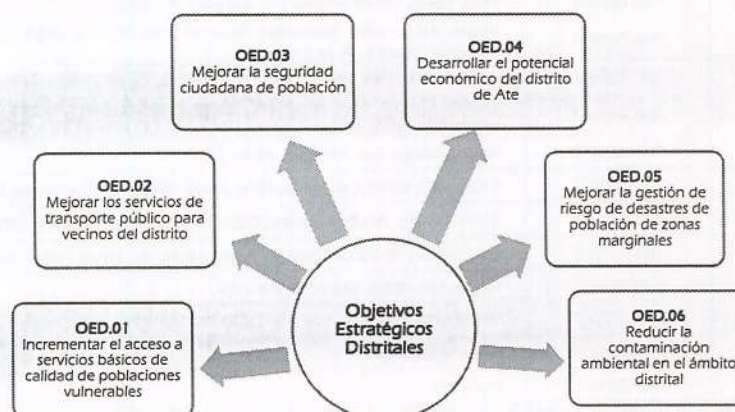 OED.03
Mejorar la seguridad
ciudadana de población
OED.04
Desarrollar el potencial
económico del distrito
de Ate
OED.02
Mejorar los servicios de
transporte público para
vecinos del distrito
OED.05
Mejorar la gestión de
riesgo de desastres de
población de zonas
marginales
OED.01
Incrementar el acceso a
servicios básicos de
calidad de poblaciones
vulnerables
Objetivos
Estratégicos
Distritales
OED.06
Reducir la
contaminación
ambiental en el ámbito
distrital